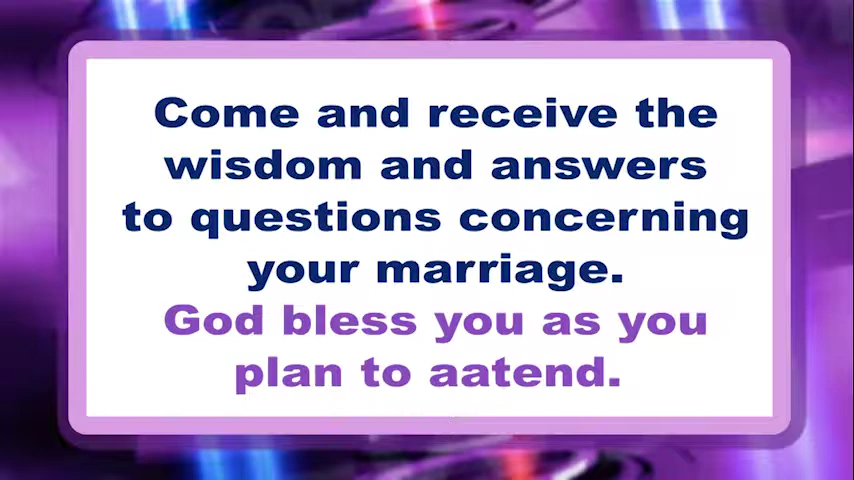 Come and receive the
wisdom and answers
to questions concerning
your marriage.
God bless you as you
plan to aatend.